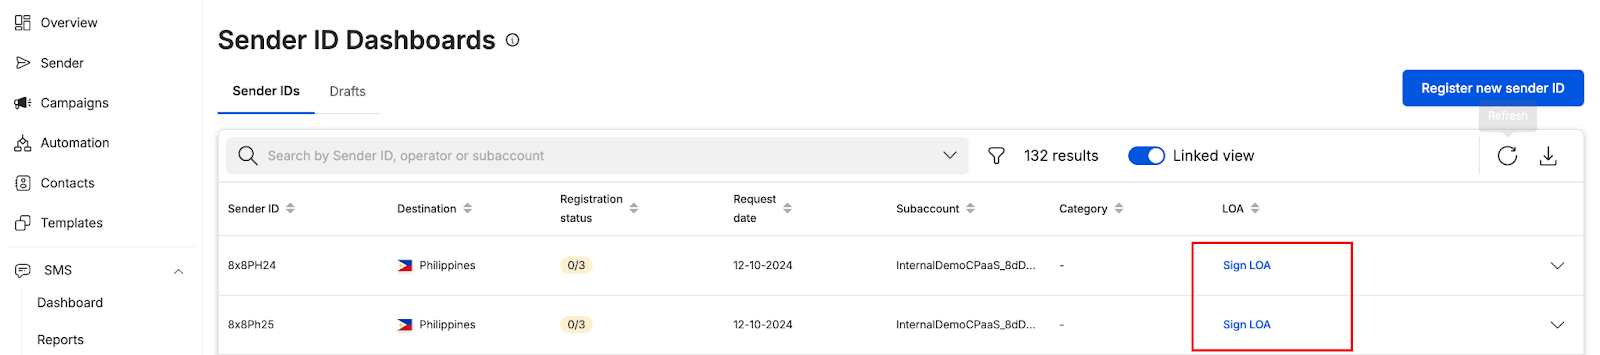 Overview
Sender
Campaigns
Automation
Contacts
Templates
SMS
Dashboard
Reports
Sender ID Dashboards
Sender IDs Drafts
Register new sender ID
Refresh
Search by Sender ID, operator or subaccount 132 results Linked view
Sender ID Destination Registration status Request date Subaccount Category LOA
8x8PH24 Philippines 0/3 12-10-2024 InternalDemoCPaaS_8dD... - Sign LOA
8x8Ph25 Philippines 0/3 12-10-2024 InternalDemoCPaaS_8dD... - Sign LOA